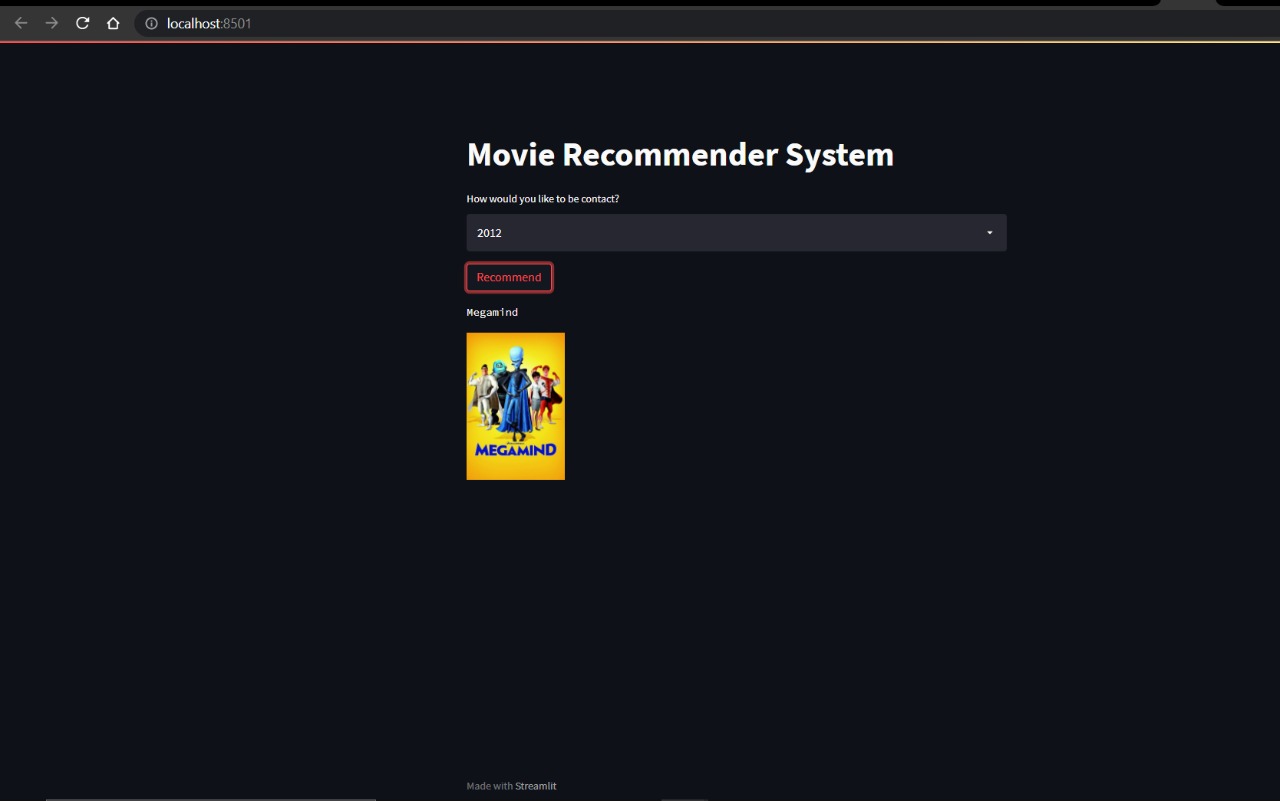 localhost:8501
Movie Recommender System
How would you like to be contact?
2012
Recommend
Megamind
MEGAMIND
Made with Streamlit